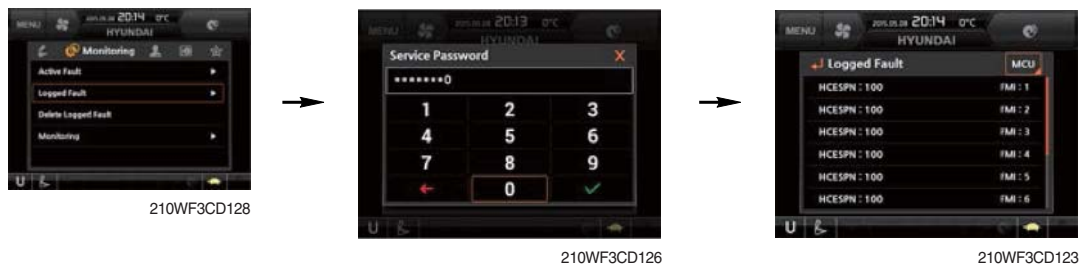 MENU 20:14 0°C
HYUNDAI
Monitoring
Active Fault
Logged Fault
Delete Logged Fault
Monitoring
U
210WF3CD128
MENU 20:13 0°C
HYUNDAI
Service Password X
*******0
1 2 3
4 5 6
7 8 9
0
U
210WF3CD126
MENU 20:14 0°C
HYUNDAI
Logged Fault MCU
HCESPN : 100 FMI : 1
HCESPN : 100 FMI : 2
HCESPN : 100 FMI : 3
HCESPN : 100 FMI : 4
HCESPN : 100 FMI : 5
HCESPN : 100 FMI : 6
U
210WF3CD123